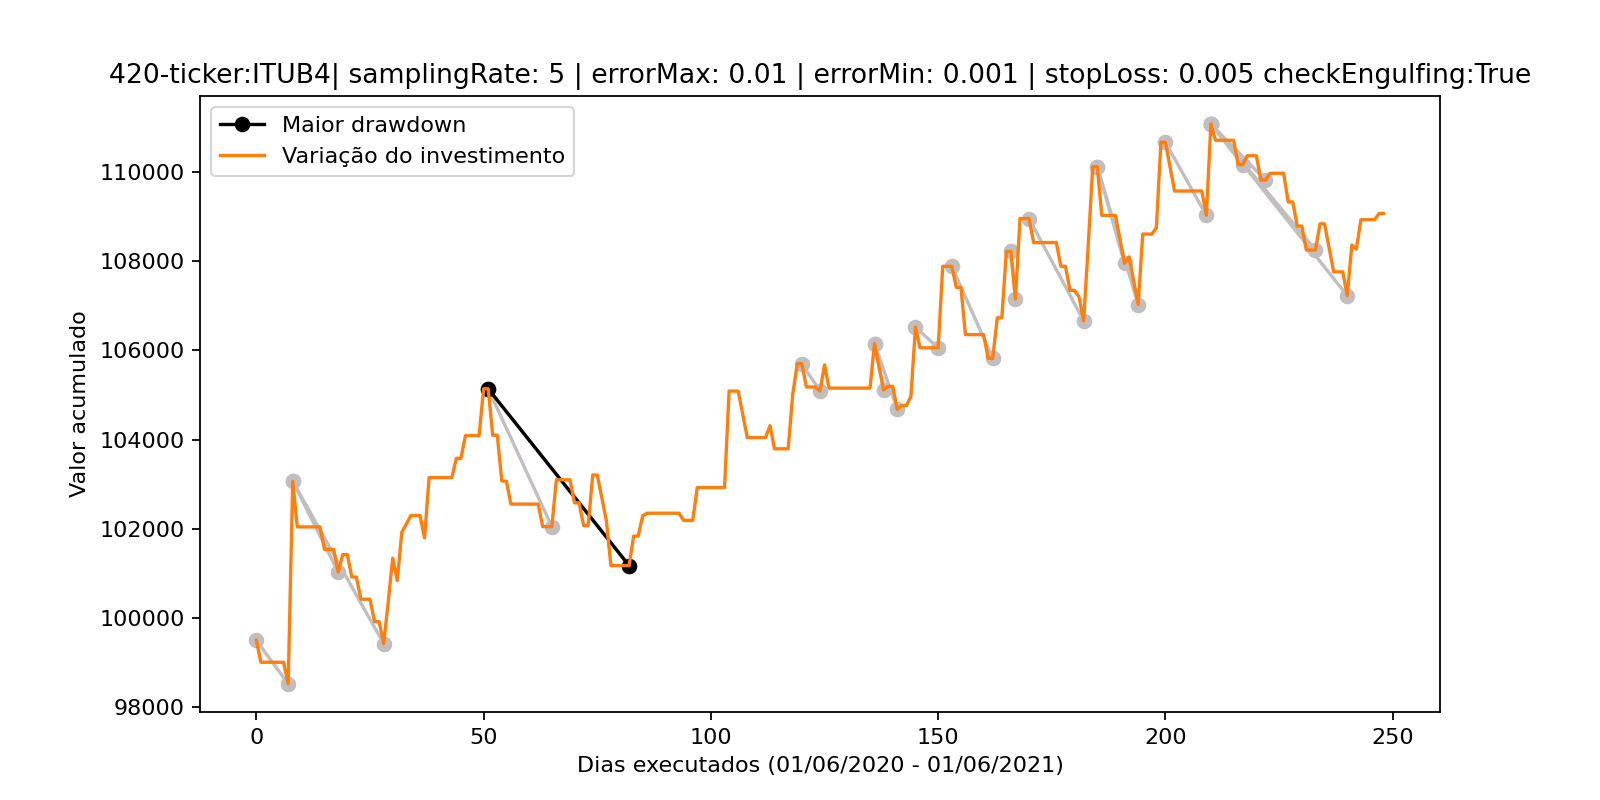 420-ticker:ITUB4| samplingRate: 5 | errorMax: 0.01 | errorMin: 0.001 | stopLoss: 0.005 checkEngulfing:True
Maior drawdown
Variação do investimento
110000
108000
106000
104000
102000
100000
98000
Valor acumulado
0 50 100 150 200 250
Dias executados (01/06/2020 - 01/06/2021)